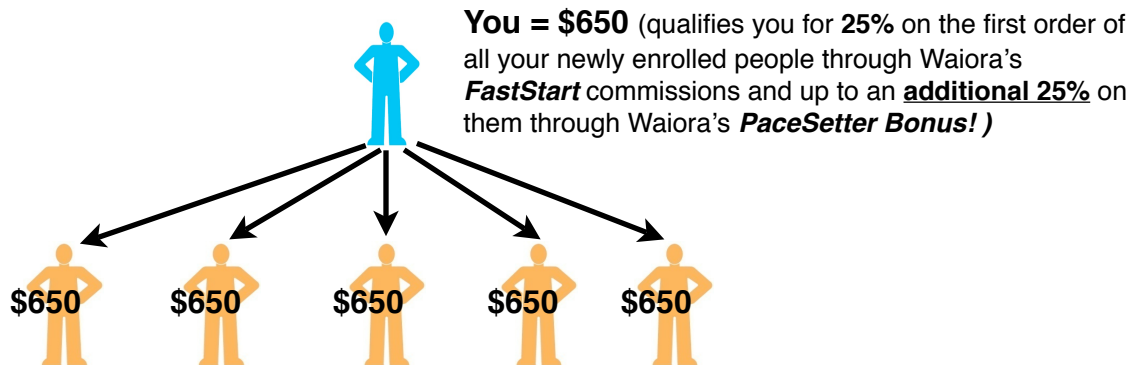 You = $650 (qualifies you for 25% on the first order of
all your newly enrolled people through Waiora's
FastStart commissions and up to an additional 25% on
them through Waiora's PaceSetter Bonus! )
$650 $650 $650 $650 $650